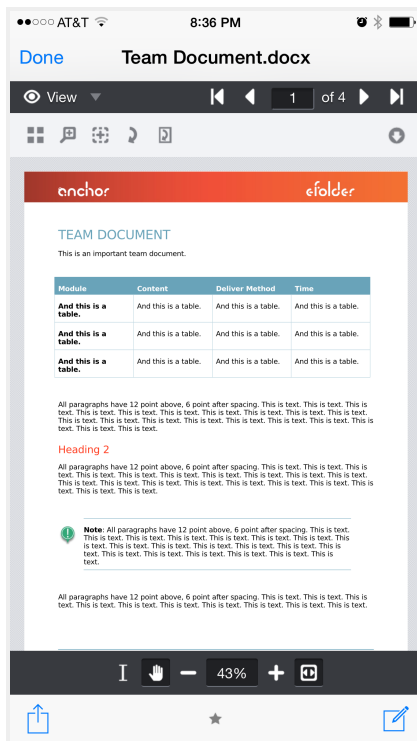 AT&T 8:36 PM
Done Team Document.docx
View 1 of 4
anchor efolder
TEAM DOCUMENT
This is an important team document.
Module Content Deliver Method Time
And this is a table. And this is a table. And this is a table. And this is a table.
And this is a table. And this is a table. And this is a table. And this is a table.
And this is a table. And this is a table. And this is a table. And this is a table.
All paragraphs have 12 point above, 6 point after spacing. This is text. This is text. This is
text. This is text. This is text. This is text. This is text. This is text. This is text. This is text.
This is text. This is text. This is text. This is text. This is text. This is text. This is text. This is
text. This is text. This is text.
Heading 2
All paragraphs have 12 point above, 6 point after spacing. This is text. This is text. This is
text. This is text. This is text. This is text. This is text. This is text. This is text. This is text.
This is text. This is text. This is text. This is text. This is text. This is text. This is text. This is
text. This is text. This is text.
Note: All paragraphs have 12 point above, 6 point after spacing. This is text.
This is text. This is text. This is text. This is text. This is text. This is text. This
is text. This is text. This is text. This is text. This is text. This is text. This is
text. This is text. This is text. This is text. This is text. This is text. This is
text.
All paragraphs have 12 point above, 6 point after spacing. This is text. This is text. This is
text. This is text. This is text. This is text. This is text. This is text. This is text. This is text.
43%